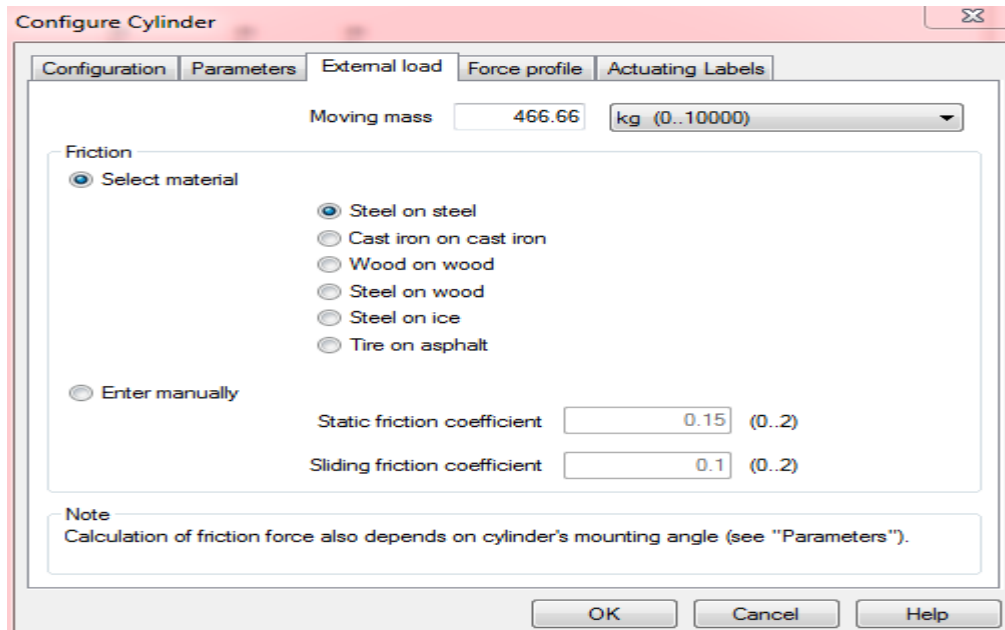 Configure Cylinder
Configuration Parameters External load Force profile Actuating Labels
Moving mass 466.66 kg (0..10000)
Friction
Select material
Steel on steel
Cast iron on cast iron
Wood on wood
Steel on wood
Steel on ice
Tire on asphalt
Enter manually
Static friction coefficient 0.15 (0..2)
Sliding friction coefficient 0.1 (0..2)
Note
Calculation of friction force also depends on cylinder's mounting angle (see "Parameters").
OK Cancel Help